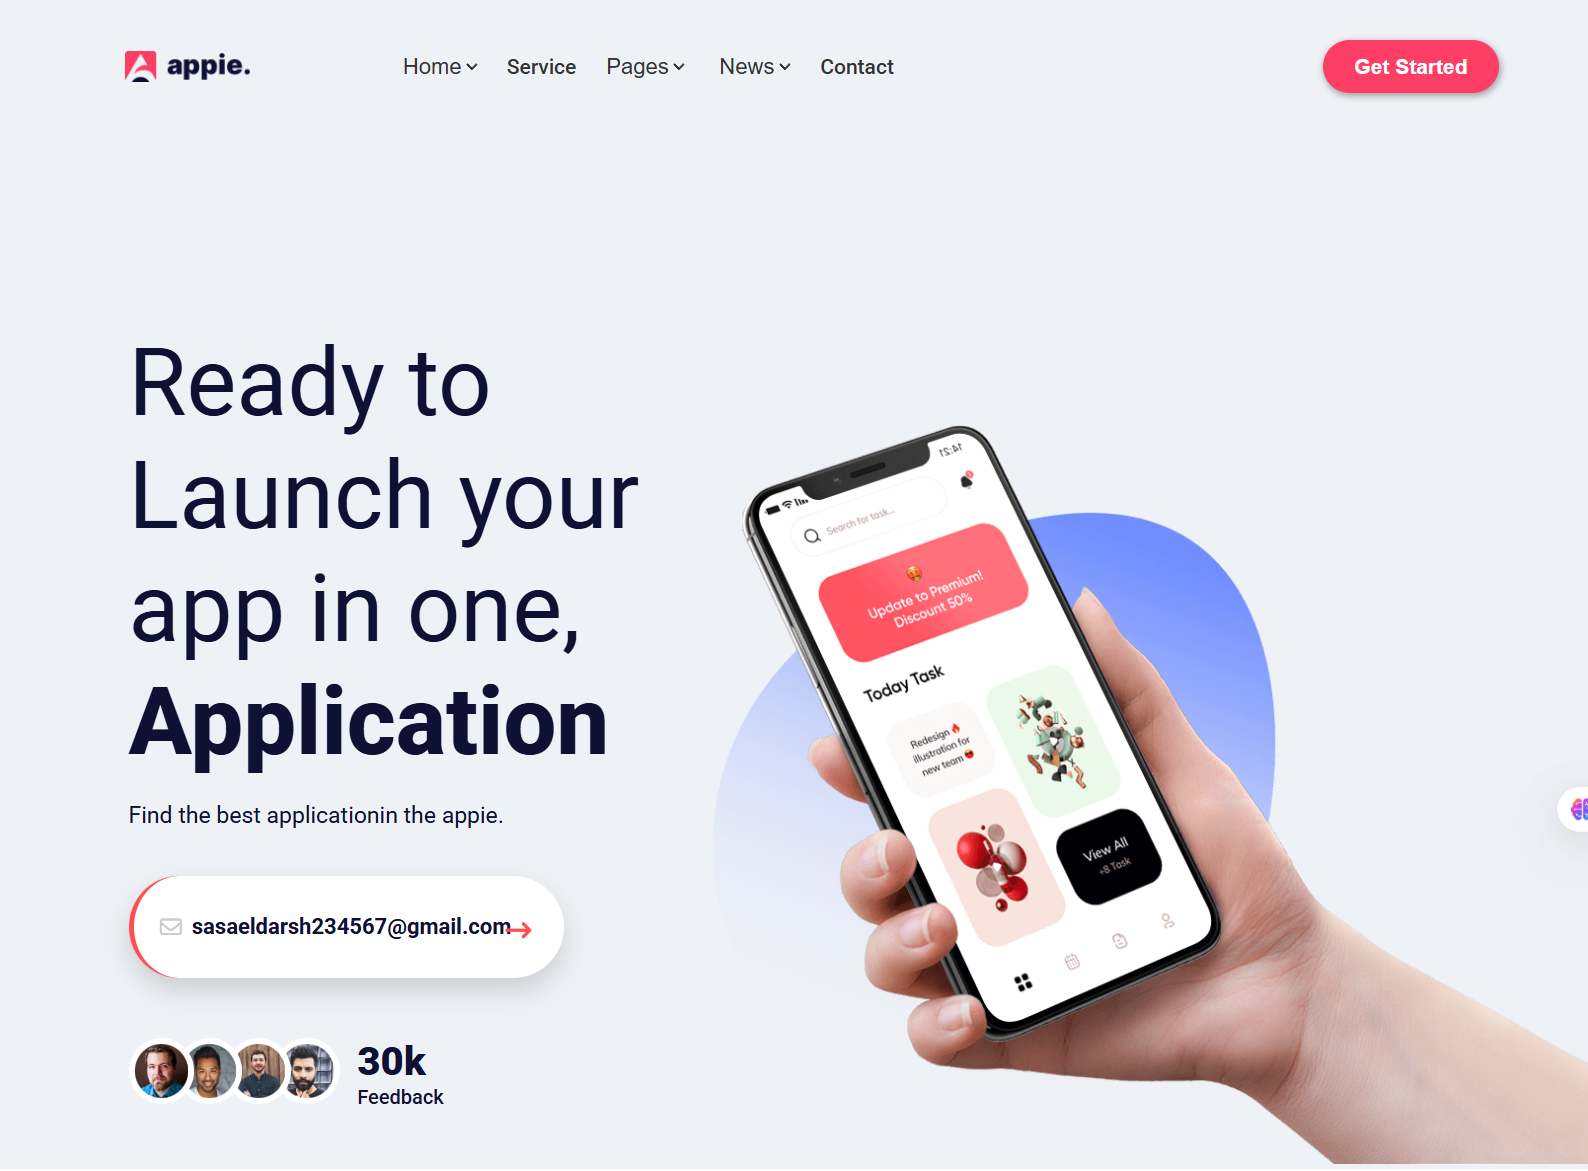 appie.
Home
Service
Pages
News
Contact
Get Started
Ready to
Launch your
app in one,
Application
Find the best applicationin the appie.
sasaeldarsh234567@gmail.com
30k
Feedback
14:21
Search for task...
Update to Premium!
Discount 50%
Today Task
Redesign 🔥
illustration for
new team 😎
View All
+8 Task